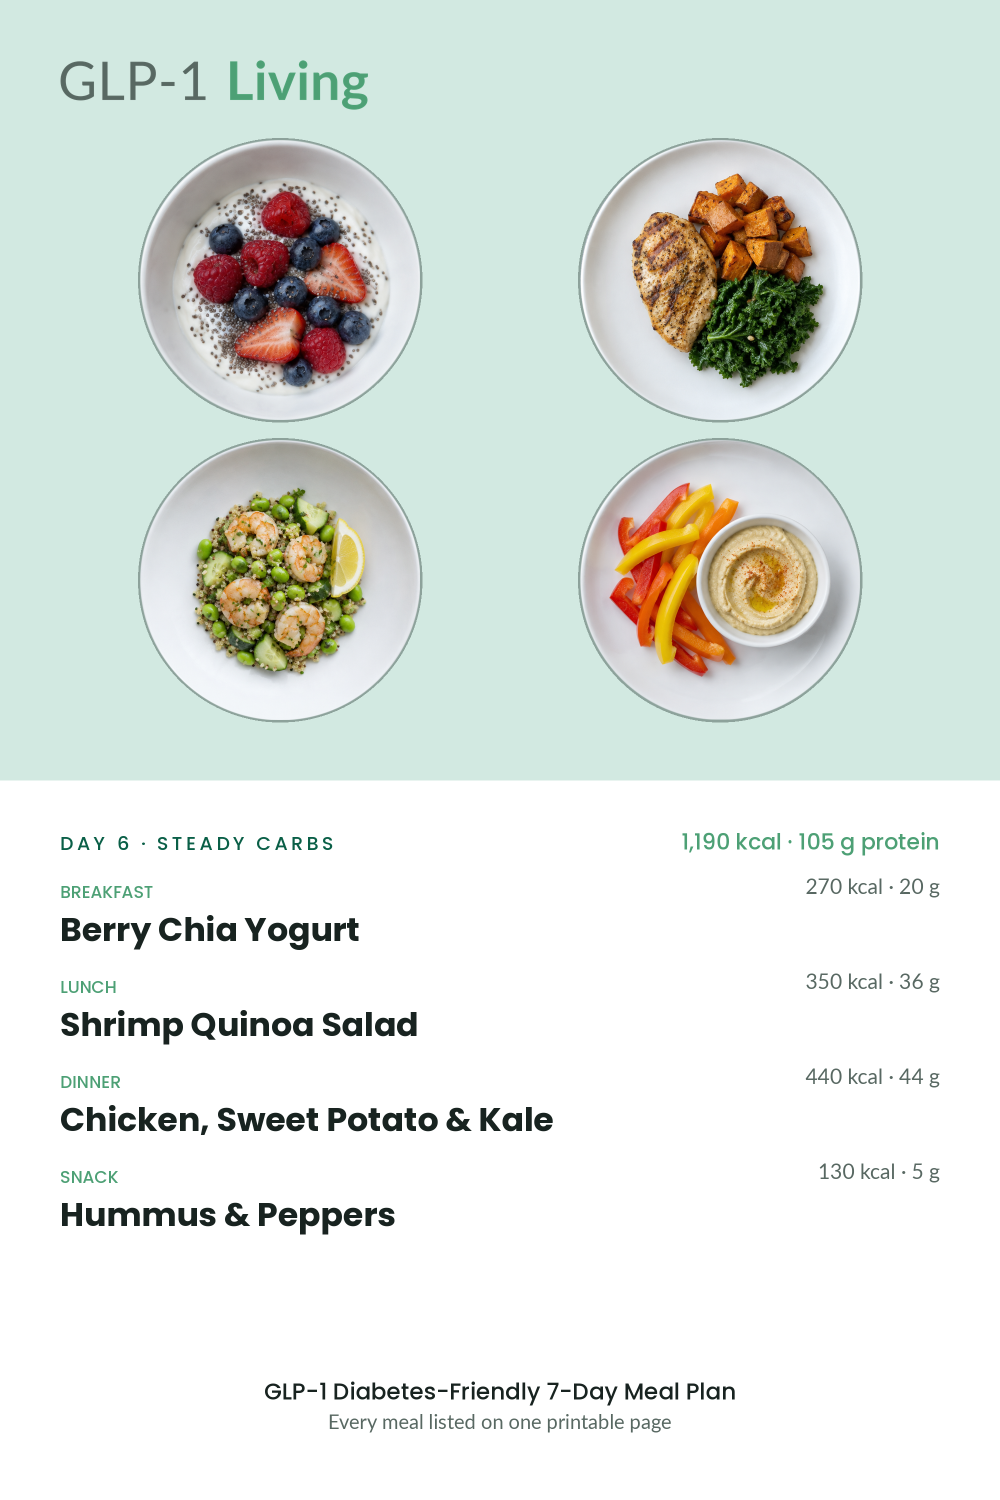 GLP-1 Living
DAY 6 · STEADY CARBS
1,190 kcal · 105 g protein
BREAKFAST
270 kcal · 20 g
Berry Chia Yogurt
LUNCH
350 kcal · 36 g
Shrimp Quinoa Salad
DINNER
440 kcal · 44 g
Chicken, Sweet Potato & Kale
SNACK
130 kcal · 5 g
Hummus & Peppers
GLP-1 Diabetes-Friendly 7-Day Meal Plan
Every meal listed on one printable page